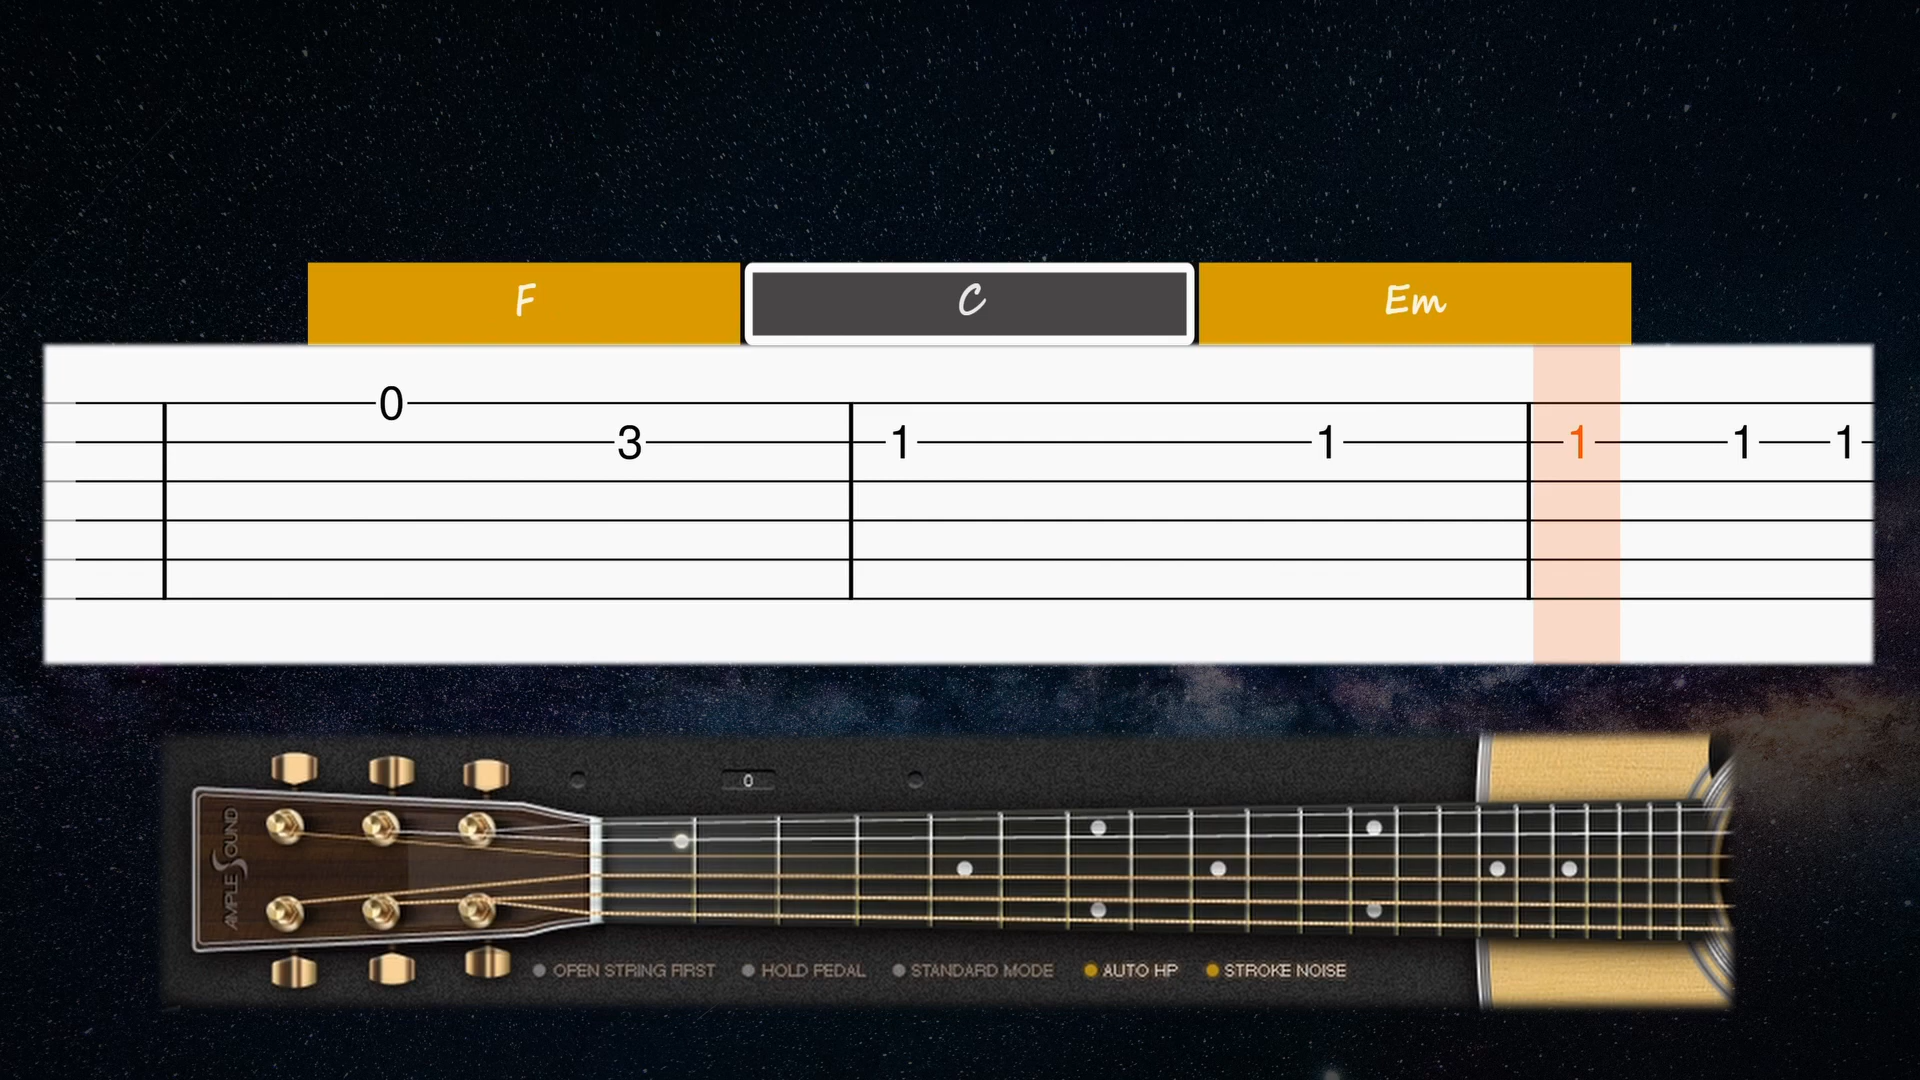 F C Em
0
3 1 1 1 1 1
0
AMPLE SOUND
OPEN STRING FIRST HOLD PEDAL STANDARD MODE AUTO HP STROKE NOISE